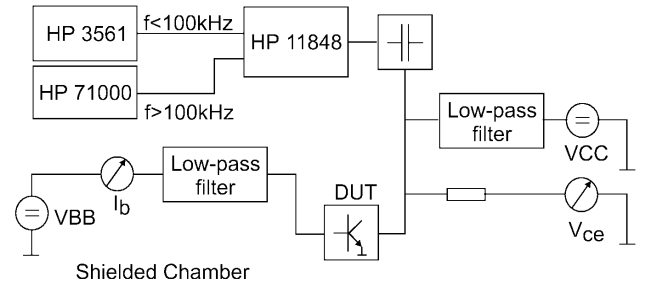 HP 3561
f<100kHz
HP 11848
HP 71000
f>100kHz
Low-pass
filter
VCC
Low-pass
filter
Ib
VBB
DUT
Vce
Shielded Chamber